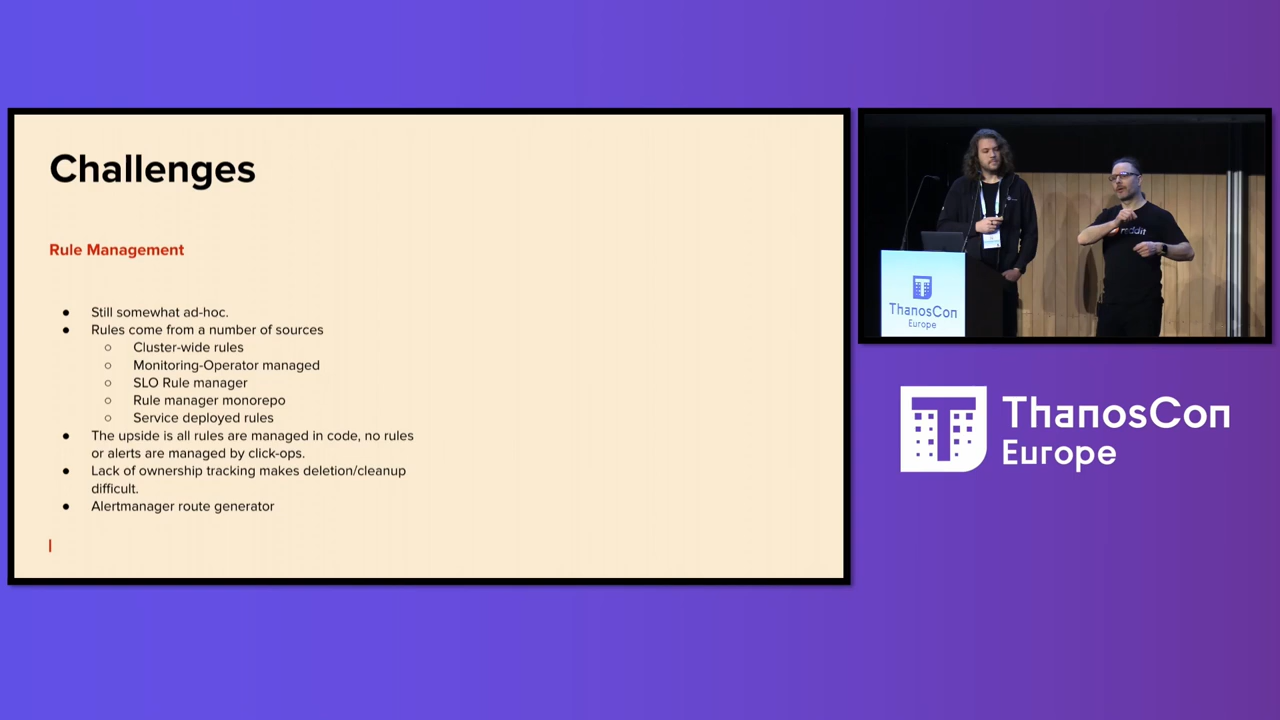 Challenges
Rule Management
● Still somewhat ad-hoc.
● Rules come from a number of sources
○ Cluster-wide rules
○ Monitoring-Operator managed
○ SLO Rule manager
○ Rule manager monorepo
○ Service deployed rules
● The upside is all rules are managed in code, no rules
or alerts are managed by click-ops.
● Lack of ownership tracking makes deletion/cleanup
difficult.
● Alertmanager route generator
reddit
ThanosCon
Europe
ThanosCon
Europe